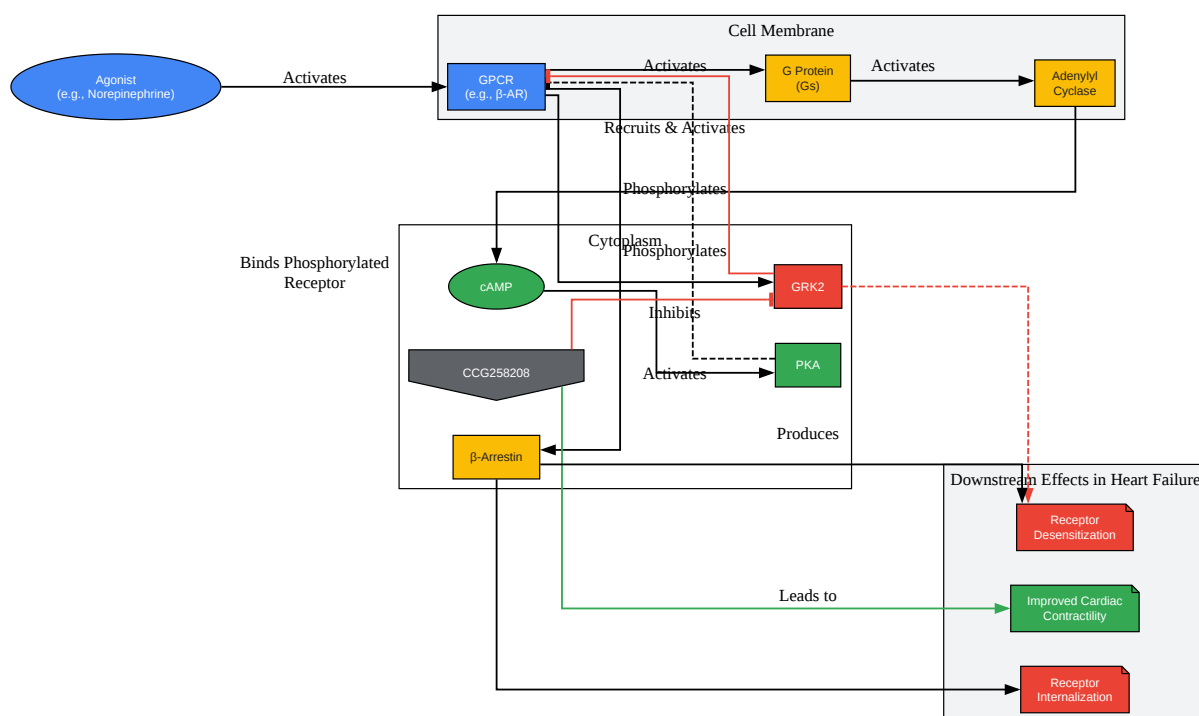 Cell Membrane
Agonist
(e.g., Norepinephrine)
Activates
GPCR
(e.g., β-AR)
Activates
G Protein
(Gs)
Activates
Adenylyl
Cyclase
Recruits & Activates
Phosphorylates
Cytoplasm
Phosphorylates
Binds Phosphorylated
Receptor
cAMP
GRK2
Inhibits
PKA
CCG258208
Activates
Produces
β-Arrestin
Downstream Effects in Heart Failure
Receptor
Desensitization
Leads to
Improved Cardiac
Contractility
Receptor
Internalization